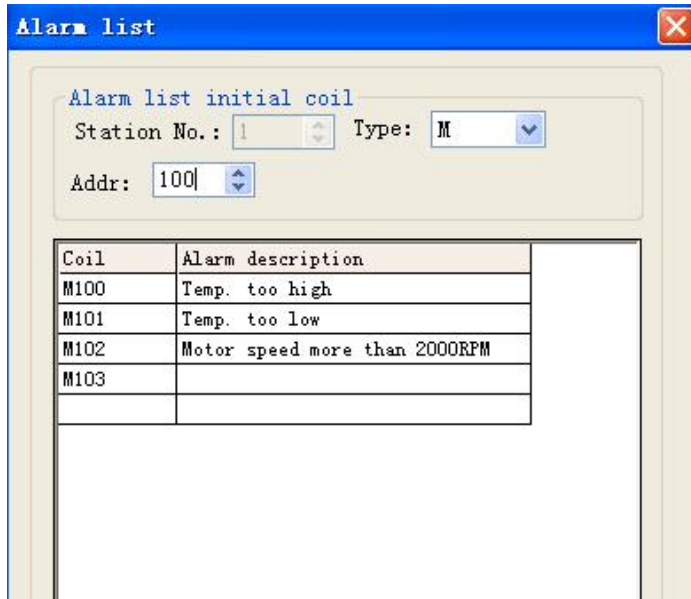 Alarm list
Alarm list initial coil
Station No.: 1 Type: M
Addr: 100
Coil Alarm description
M100 Temp. too high
M101 Temp. too low
M102 Motor speed more than 2000RPM
M103